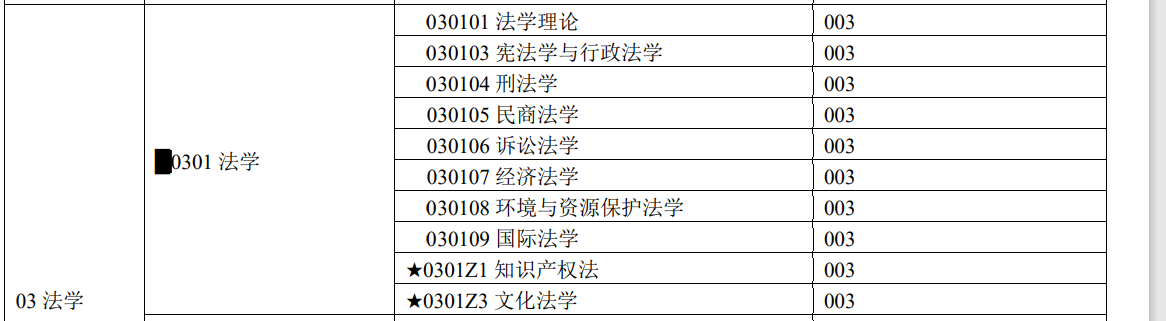 030101 法学理论 003
030103 宪法学与行政法学 003
030104 刑法学 003
030105 民商法学 003
030106 诉讼法学 003
█0301 法学
030107 经济法学 003
030108 环境与资源保护法学 003
030109 国际法学 003
★0301Z1 知识产权法 003
03 法学
★0301Z3 文化法学 003